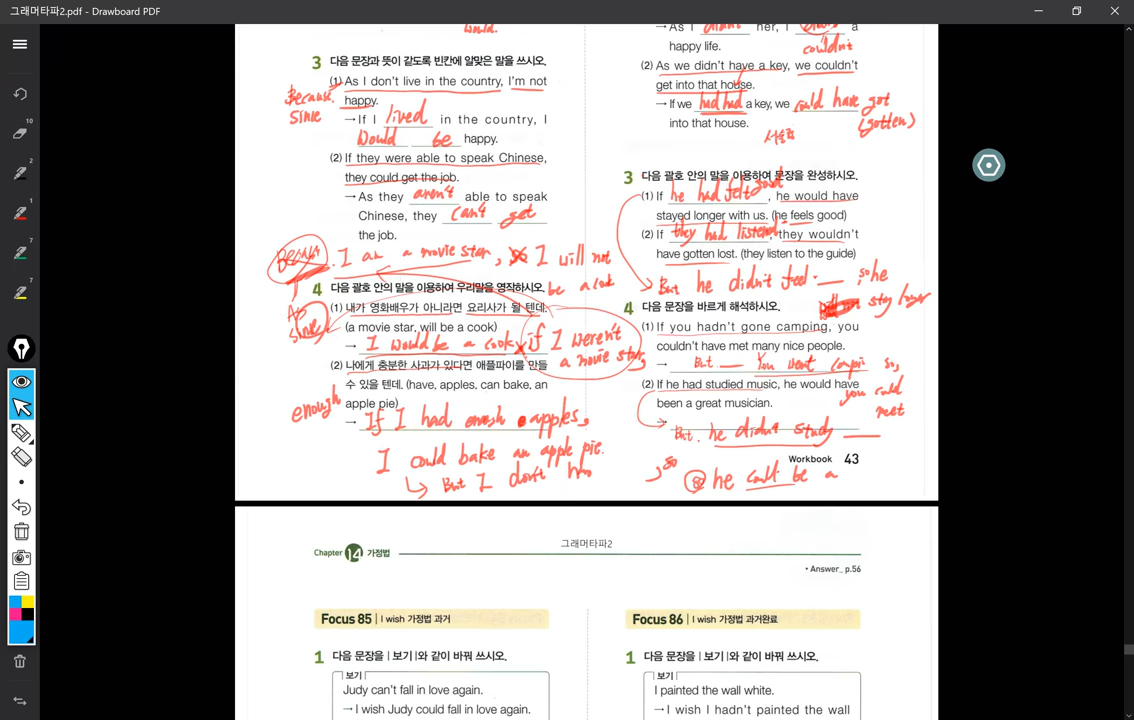 그래머타파2.pdf - Drawboard PDF
would.
3 다음 문장과 뜻이 같도록 빈칸에 알맞은 말을 쓰시오.
(1) As I don't live in the country, I'm not
happy.
Because
Since
→ If I lived in the country, I
would be happy.
(2) If they were able to speak Chinese,
they could get the job.
→ As they aren't able to speak
Chinese, they can't get
the job.
I am a movie star, I will not
be a cook
4 다음 괄호 안의 말을 이용하여 우리말을 영작하시오.
(1) 내가 영화배우가 아니라면 요리사가 될 텐데.
(a movie star, will be a cook)
As
Since
→ I would be a cook if I weren't
a movie star
(2) 나에게 충분한 사과가 있다면 애플파이를 만들
수 있을 텐데. (have, apples, can bake, an
apple pie)
enough
→ If I had enough apples,
I could bake an apple pie.
But I don't
→ As I didn't her, I a
happy life.
couldn't
(2) As we didn't have a key, we couldn't
get into that house.
→ If we had had a key, we could have got
(gotten)
into that house.
서술형
3 다음 괄호 안의 말을 이용하여 문장을 완성하시오.
(1) If he had felt good, he would have
stayed longer with us. (he feels good)
(2) If they had listened, they wouldn't
have gotten lost. (they listen to the guide)
But he didn't feel so he
stay longer
4 다음 문장을 바르게 해석하시오.
(1) If you hadn't gone camping, you
couldn't have met many nice people.
→ But You went so,
you could
meet
(2) If he had studied music, he would have
been a great musician.
→ But, he didn't study
so he could be a
Workbook 43
그래머타파2
Chapter 14 가정법
• Answer_ p.56
Focus 85 | I wish 가정법 과거
1 다음 문장을 |보기|와 같이 바꿔 쓰시오.
보기
Judy can't fall in love again.
→ I wish Judy could fall in love again.
Focus 86 | I wish 가정법 과거완료
1 다음 문장을 |보기|와 같이 바꿔 쓰시오.
보기
I painted the wall white.
→ I wish I hadn't painted the wall
10
2
1
7
7